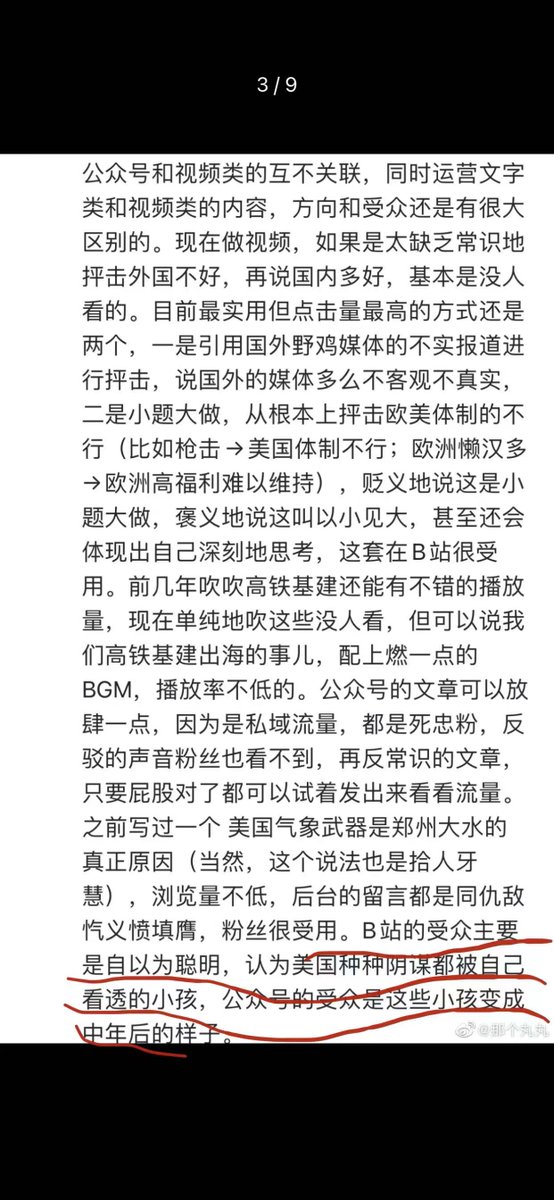 3 / 9
公众号和视频类的互不关联，同时运营文字
类和视频类的内容，方向和受众还是有很大
区别的。现在做视频，如果是太缺乏常识地
抨击外国不好，再说国内多好，基本是没人
看的。目前最实用但点击量最高的方式还是
两个，一是引用国外野鸡媒体的不实报道进
行抨击，说国外的媒体多么不客观不真实，
二是小题大做，从根本上抨击欧美体制的不
行（比如枪击→美国体制不行；欧洲懒汉多
→欧洲高福利难以维持），贬义地说这是小
题大做，褒义地说这叫以小见大，甚至还会
体现出自己深刻地思考，这套在B站很受
用。前几年吹吹高铁基建还能有不错的播放
量，现在单纯地吹这些没人看，但可以说我
们高铁基建出海的事儿，配上燃一点的
BGM，播放率不低的。公众号的文章可以放
肆一点，因为是私域流量，都是死忠粉，反
驳的声音粉丝也看不到，再反常识的文章，
只要屁股对了都可以试着发出来看看流量。
之前写过一个 美国气象武器是郑州大水的
真正原因（当然，这个说法也是拾人牙
慧），浏览量不低，后台的留言都是同仇敌
忾义愤填膺，粉丝很受用。B站的受众主要
是自以为聪明，认为美国种种阴谋都被自己
看透的小孩，公众号的受众是这些小孩变成
中年后的样子。
@那个丸丸